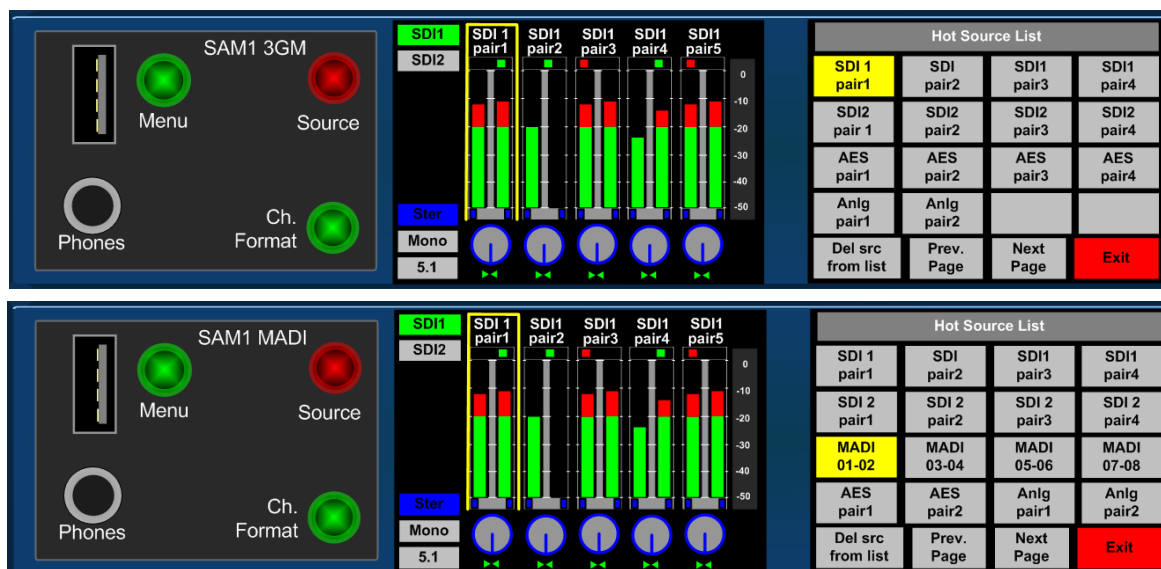 SAM1 3GM
Menu
Source
Phones
Ch.
Format
SDI1
SDI2
Ster
Mono
5.1
SDI 1 SDI1 SDI1 SDI1 SDI1
pair1 pair2 pair3 pair4 pair5
0
-10
-20
-30
-40
-50
Hot Source List
SDI 1 SDI SDI1 SDI1
pair1 pair2 pair3 pair4
SDI2 SDI2 SDI2 SDI2
pair 1 pair2 pair3 pair4
AES AES AES AES
pair1 pair2 pair3 pair4
Anlg Anlg
pair1 pair2
Del src Prev. Next Exit
from list Page Page
SAM1 MADI
Menu
Source
Phones
Ch.
Format
SDI1
SDI2
Ster
Mono
5.1
SDI 1 SDI1 SDI1 SDI1 SDI1
pair1 pair2 pair3 pair4 pair5
0
-10
-20
-30
-40
-50
Hot Source List
SDI 1 SDI SDI1 SDI1
pair1 pair2 pair3 pair4
SDI 2 SDI 2 SDI 2 SDI 2
pair1 pair2 pair3 pair4
MADI MADI MADI MADI
01-02 03-04 05-06 07-08
AES AES Anlg Anlg
pair1 pair2 pair1 pair2
Del src Prev. Next Exit
from list Page Page